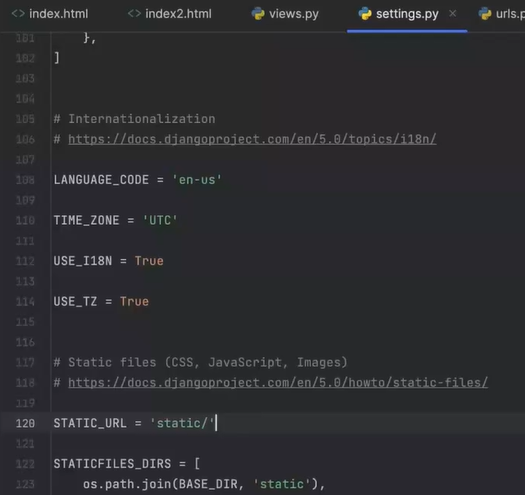 index.html index2.html views.py settings.py urls.p
101 },
102 ]
103
104
105 # Internationalization
106 # https://docs.djangoproject.com/en/5.0/topics/i18n/
107
108 LANGUAGE_CODE = 'en-us'
109
110 TIME_ZONE = 'UTC'
111
112 USE_I18N = True
113
114 USE_TZ = True
115
116
117 # Static files (CSS, JavaScript, Images)
118 # https://docs.djangoproject.com/en/5.0/howto/static-files/
119
120 STATIC_URL = 'static/'
121
122 STATICFILES_DIRS = [
123 os.path.join(BASE_DIR, 'static'),